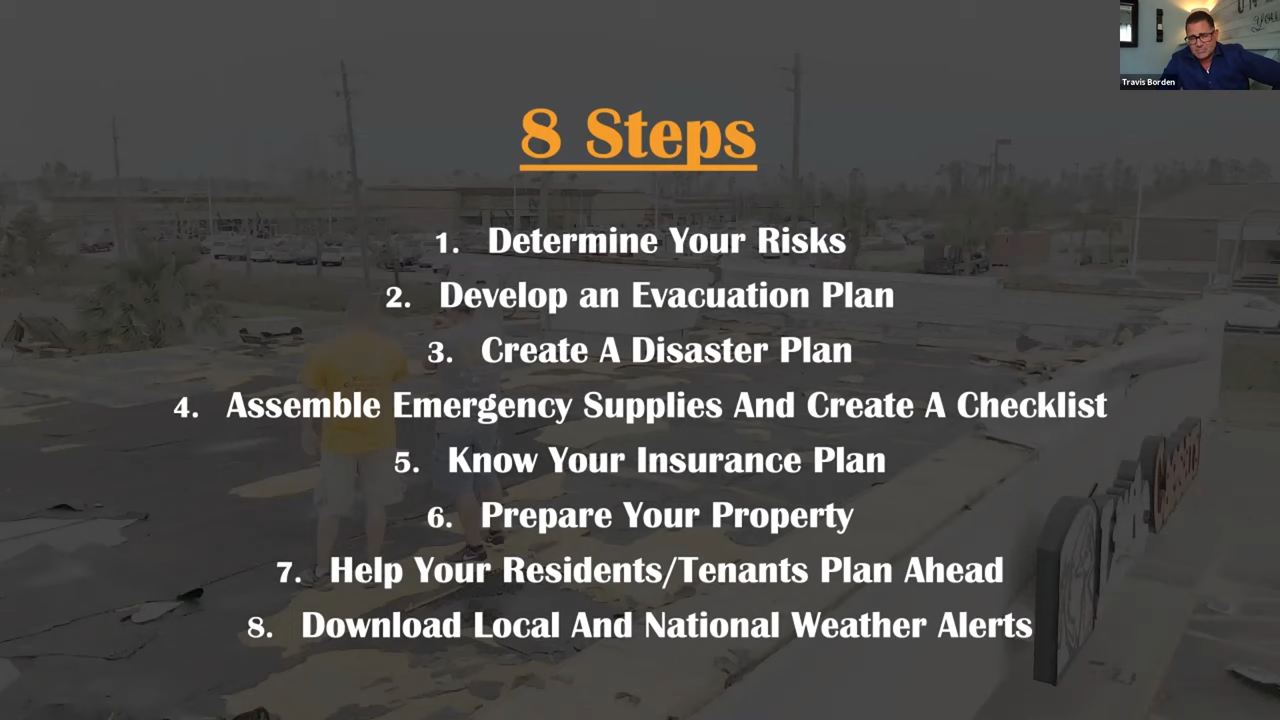 8 Steps
1. Determine Your Risks
2. Develop an Evacuation Plan
3. Create A Disaster Plan
4. Assemble Emergency Supplies And Create A Checklist
5. Know Your Insurance Plan
6. Prepare Your Property
7. Help Your Residents/Tenants Plan Ahead
8. Download Local And National Weather Alerts
Travis Borden